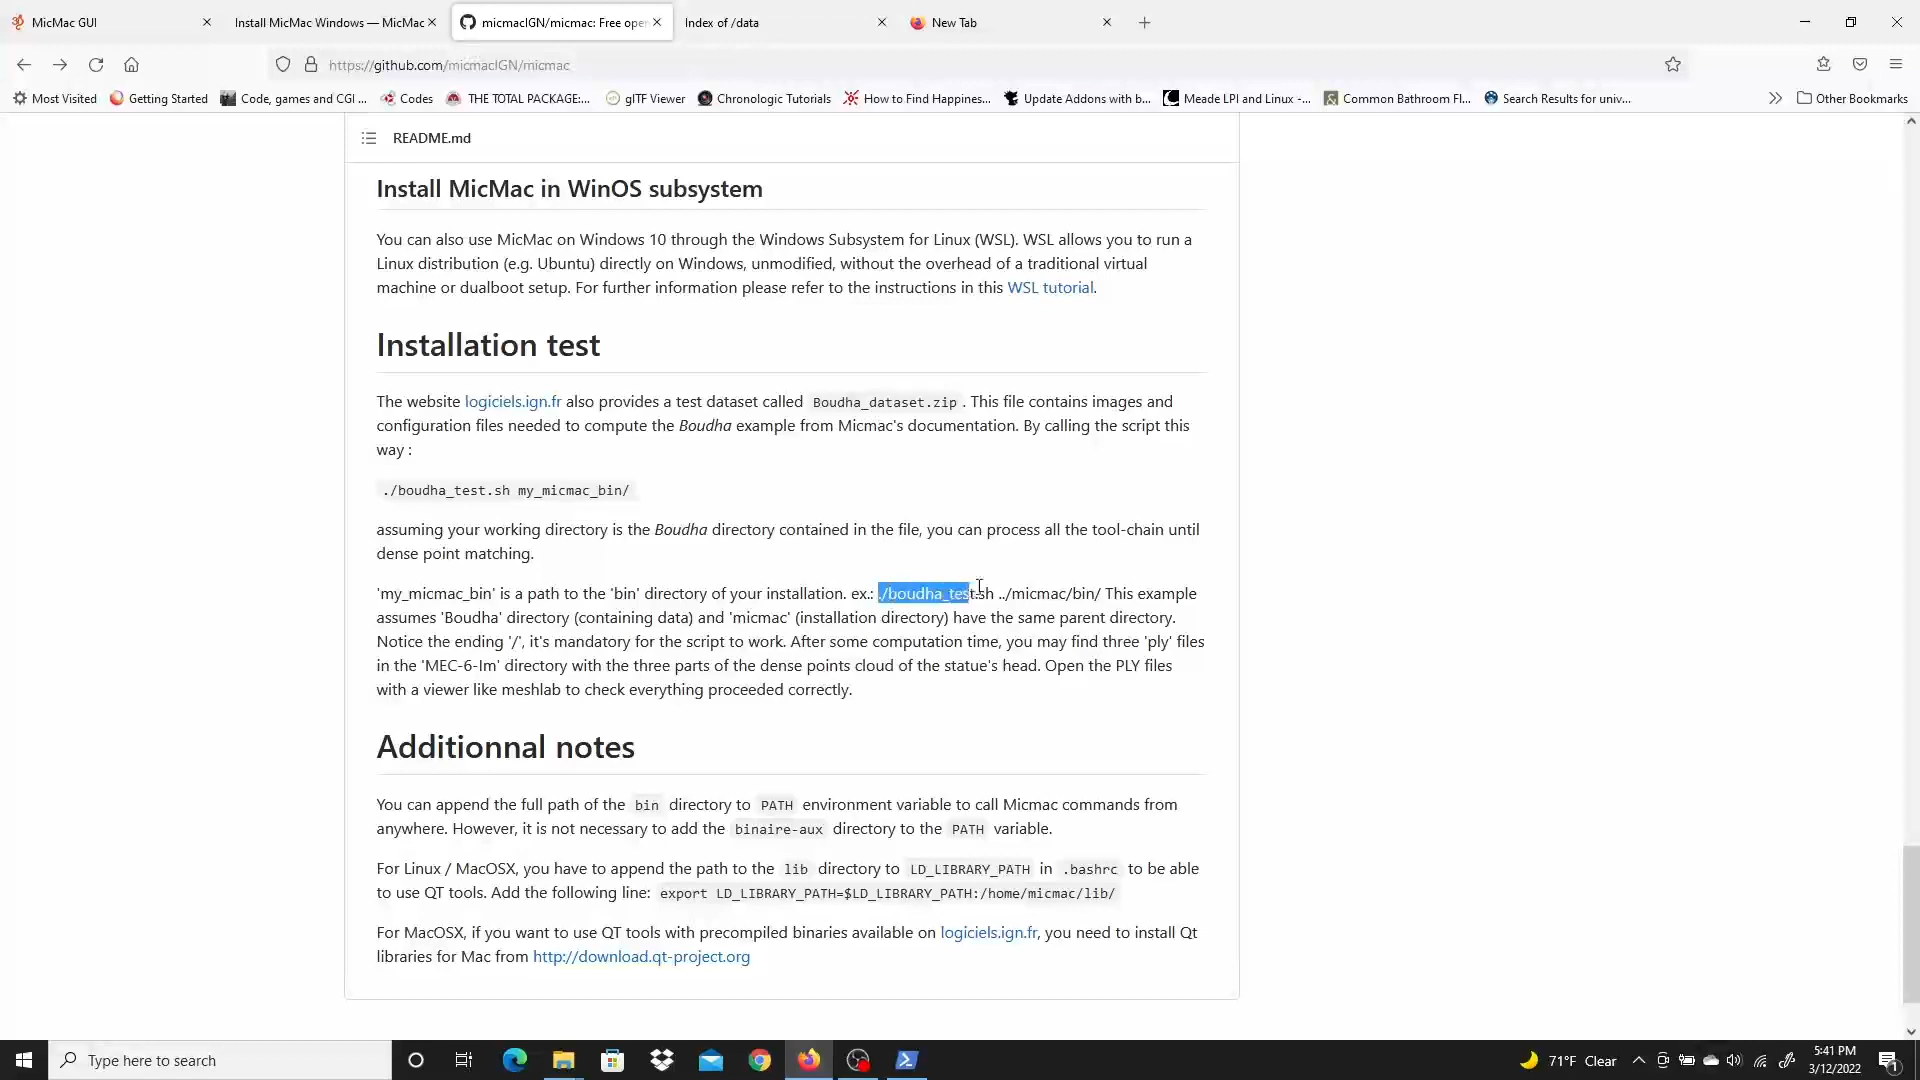 MicMac GUI
Install MicMac Windows — MicMac
micmacIGN/micmac: Free oper
Index of /data
New Tab
https://github.com/micmacIGN/micmac
Most Visited
Getting Started
Code, games and CGI ...
Codes
THE TOTAL PACKAGE:...
glTF Viewer
Chronologic Tutorials
How to Find Happines...
Update Addons with b...
Meade LPI and Linux -...
Common Bathroom Fl...
Search Results for univ...
Other Bookmarks
README.md
Install MicMac in WinOS subsystem
You can also use MicMac on Windows 10 through the Windows Subsystem for Linux (WSL). WSL allows you to run a
Linux distribution (e.g. Ubuntu) directly on Windows, unmodified, without the overhead of a traditional virtual
machine or dualboot setup. For further information please refer to the instructions in this WSL tutorial.
Installation test
The website logiciels.ign.fr also provides a test dataset called Boudha_dataset.zip. This file contains images and
configuration files needed to compute the Boudha example from Micmac's documentation. By calling the script this
way :
./boudha_test.sh my_micmac_bin/
assuming your working directory is the Boudha directory contained in the file, you can process all the tool-chain until
dense point matching.
'my_micmac_bin' is a path to the 'bin' directory of your installation. ex.: ./boudha_test.sh ../micmac/bin/ This example
assumes 'Boudha' directory (containing data) and 'micmac' (installation directory) have the same parent directory.
Notice the ending '/', it's mandatory for the script to work. After some computation time, you may find three 'ply' files
in the 'MEC-6-Im' directory with the three parts of the dense points cloud of the statue's head. Open the PLY files
with a viewer like meshlab to check everything proceeded correctly.
Additionnal notes
You can append the full path of the bin directory to PATH environment variable to call Micmac commands from
anywhere. However, it is not necessary to add the binaire-aux directory to the PATH variable.
For Linux / MacOSX, you have to append the path to the lib directory to LD_LIBRARY_PATH in .bashrc to be able
to use QT tools. Add the following line: export LD_LIBRARY_PATH=$LD_LIBRARY_PATH:/home/micmac/lib/
For MacOSX, if you want to use QT tools with precompiled binaries available on logiciels.ign.fr, you need to install Qt
libraries for Mac from http://download.qt-project.org
Type here to search
71°F Clear
5:41 PM
3/12/2022
1